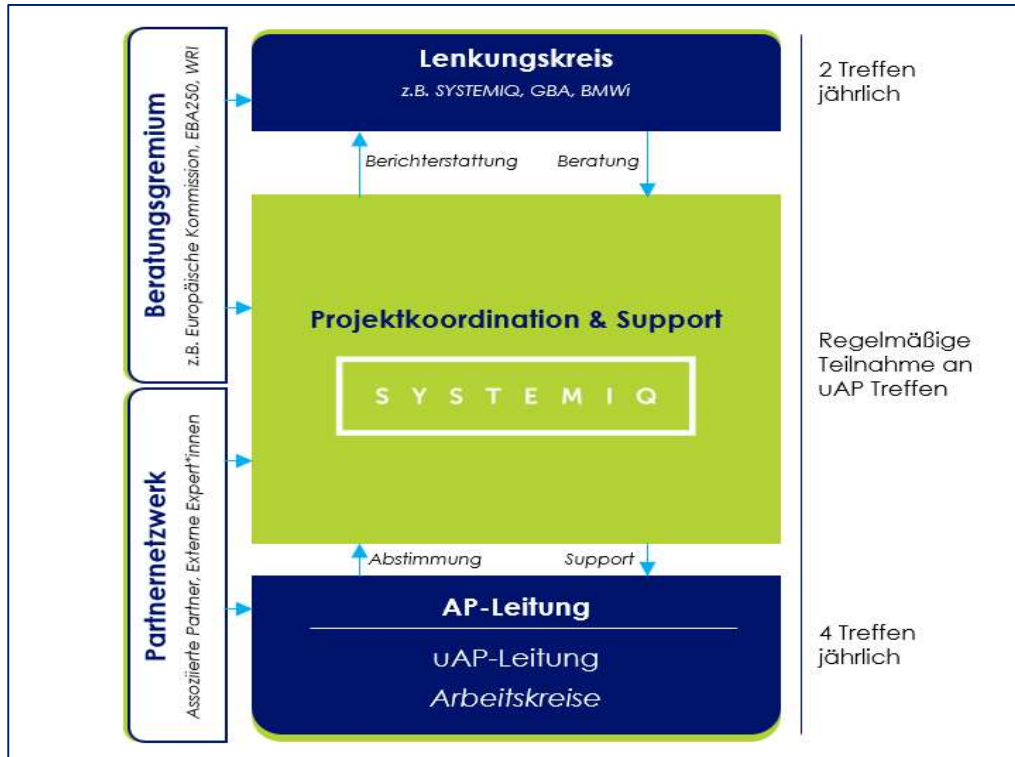 Beratungsgremium
z.B. Europäische Kommission, EBA250, WRI
Partnernetzwerk
Assoziierte Partner, Externe Expert*innen
Lenkungskreis
z.B. SYSTEMIQ, GBA, BMWi
Berichterstattung
Beratung
Projektkoordination & Support
SYSTEMIQ
Abstimmung
Support
AP-Leitung
uAP-Leitung
Arbeitskreise
2 Treffen
jährlich
Regelmäßige
Teilnahme an
uAP Treffen
4 Treffen
jährlich